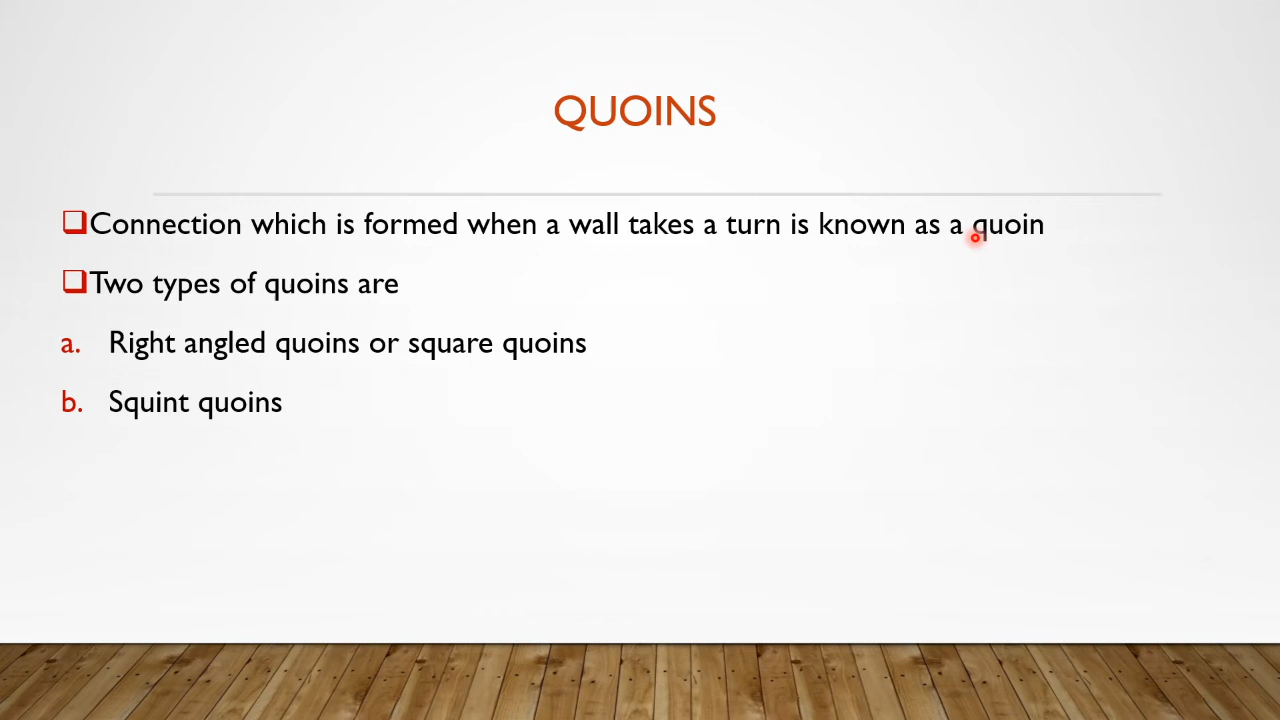 QUOINS
Connection which is formed when a wall takes a turn is known as a quoin
Two types of quoins are
a. Right angled quoins or square quoins
b. Squint quoins